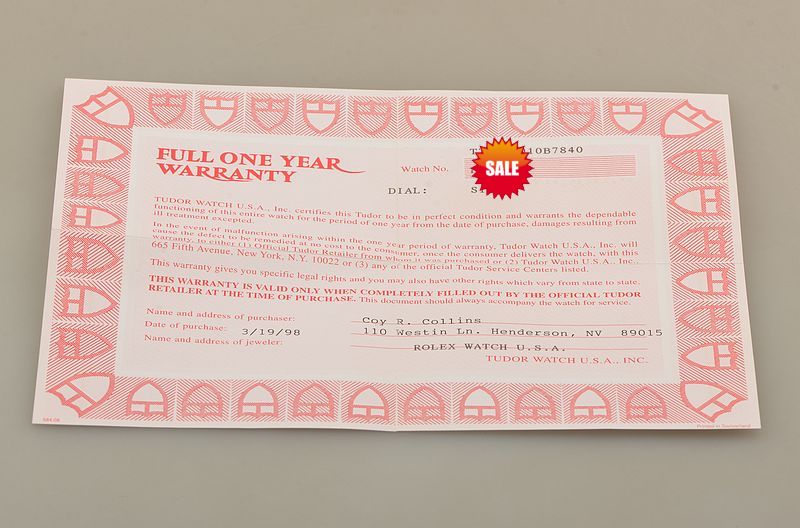 FULL ONE YEAR
WARRANTY
Watch No.
10B7840
SALE
DIAL:
TUDOR WATCH U.S.A., Inc. certifies this Tudor to be in perfect condition and warrants the dependable
functioning of this entire watch for the period of one year from the date of purchase, damages resulting from
ill treatment excepted.
In the event of malfunction arising within the one year period of warranty, Tudor Watch U.S.A., Inc. will
cause the defect to be remedied at no cost to the consumer, once the consumer delivers the watch, with this
warranty, to either (1) Official Tudor Retailer from whom it was purchased or (2) Tudor Watch U.S.A., Inc.,
665 Fifth Avenue, New York, N.Y. 10022 or (3) any of the official Tudor Service Centers listed.
This warranty gives you specific legal rights and you may also have other rights which vary from state to state.
THIS WARRANTY IS VALID ONLY WHEN COMPLETELY FILLED OUT BY THE OFFICIAL TUDOR
RETAILER AT THE TIME OF PURCHASE. This document should always accompany the watch for service.
Name and address of purchaser: Coy R. Collins
Date of purchase: 3/19/98 110 Westin Ln. Henderson, NV 89015
Name and address of jeweler: ROLEX WATCH U.S.A.
TUDOR WATCH U.S.A., INC.
Printed in Switzerland